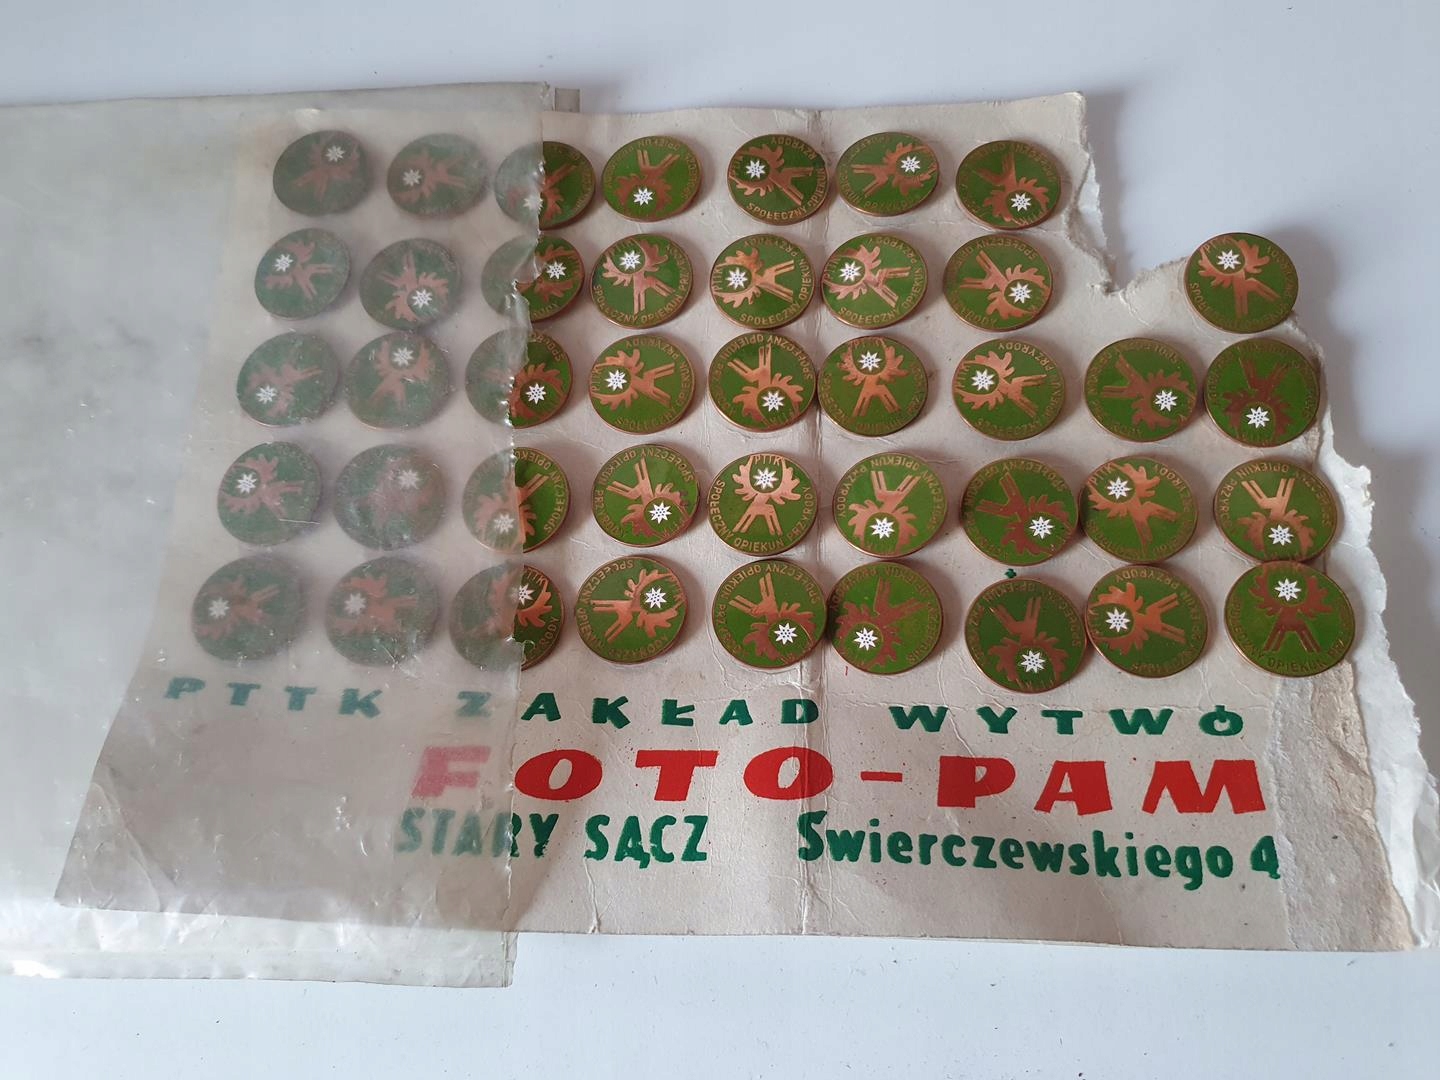 PTTK SPOŁECZNY OPIEKUN PRZYRODY
PTTK ZAKŁAD WYTWÓ
FOTO-PAM
STARY SĄCZ Swierczewskiego 4